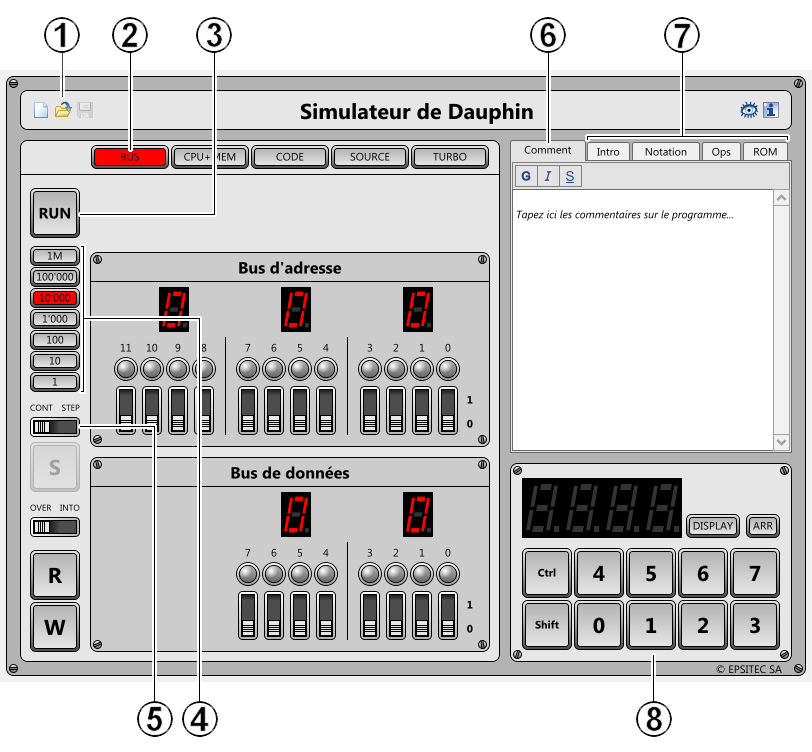 1 2 3 6 7
Simulateur de Dauphin
BUS CPU+MEM CODE SOURCE TURBO
Comment Intro Notation Ops ROM
G I S
RUN
Tapez ici les commentaires sur le programme...
1M
100'000
10'000
1'000
100
10
1
CONT STEP
S
OVER INTO
R
W
Bus d'adresse
0 0 0
11 10 9 8 7 6 5 4 3 2 1 0
1
0
Bus de données
0 0
7 6 5 4 3 2 1 0
1
0
DISPLAY ARR
Ctrl 4 5 6 7
Shift 0 1 2 3
© EPSITEC SA
5 4 8